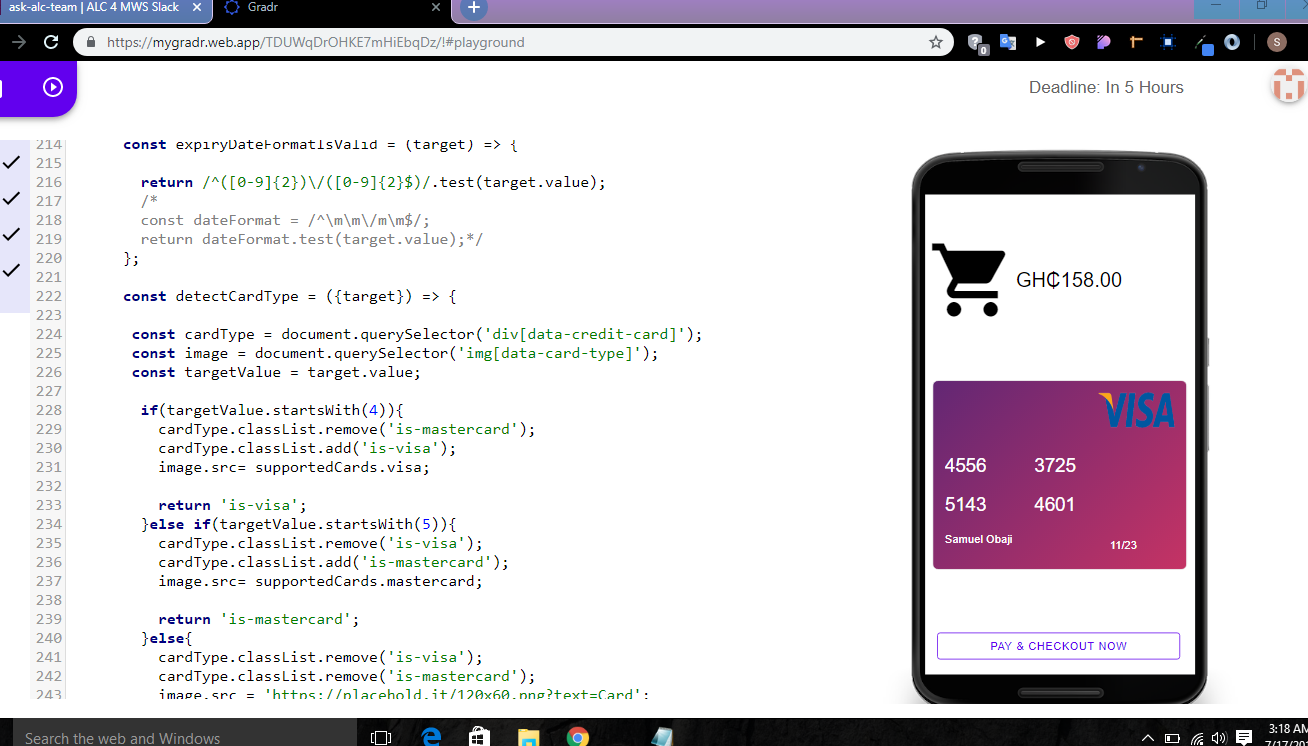 ask-alc-team | ALC 4 MWS Slack
Gradr
https://mygradr.web.app/TDUWqDrOHKE7mHiEbqDz/!#playground
0
S
Deadline: In 5 Hours
214 const expiryDateFormatIsValid = (target) => {
215
216 return /^([0-9]{2})\/([0-9]{2}$)/.test(target.value);
217 /*
218 const dateFormat = /^\m\m\/m\m$/;
219 return dateFormat.test(target.value);*/
220 };
221
222 const detectCardType = ({target}) => {
223
224 const cardType = document.querySelector('div[data-credit-card]');
225 const image = document.querySelector('img[data-card-type]');
226 const targetValue = target.value;
227
228 if(targetValue.startsWith(4)){
229 cardType.classList.remove('is-mastercard');
230 cardType.classList.add('is-visa');
231 image.src= supportedCards.visa;
232
233 return 'is-visa';
234 }else if(targetValue.startsWith(5)){
235 cardType.classList.remove('is-visa');
236 cardType.classList.add('is-mastercard');
237 image.src= supportedCards.mastercard;
238
239 return 'is-mastercard';
240 }else{
241 cardType.classList.remove('is-visa');
242 cardType.classList.remove('is-mastercard');
243 image.src = 'https://placehold.it/120x60.png?text=Card';
GH₵158.00
VISA
4556 3725
5143 4601
Samuel Obaji
11/23
PAY & CHECKOUT NOW
Search the web and Windows
3:18 AM